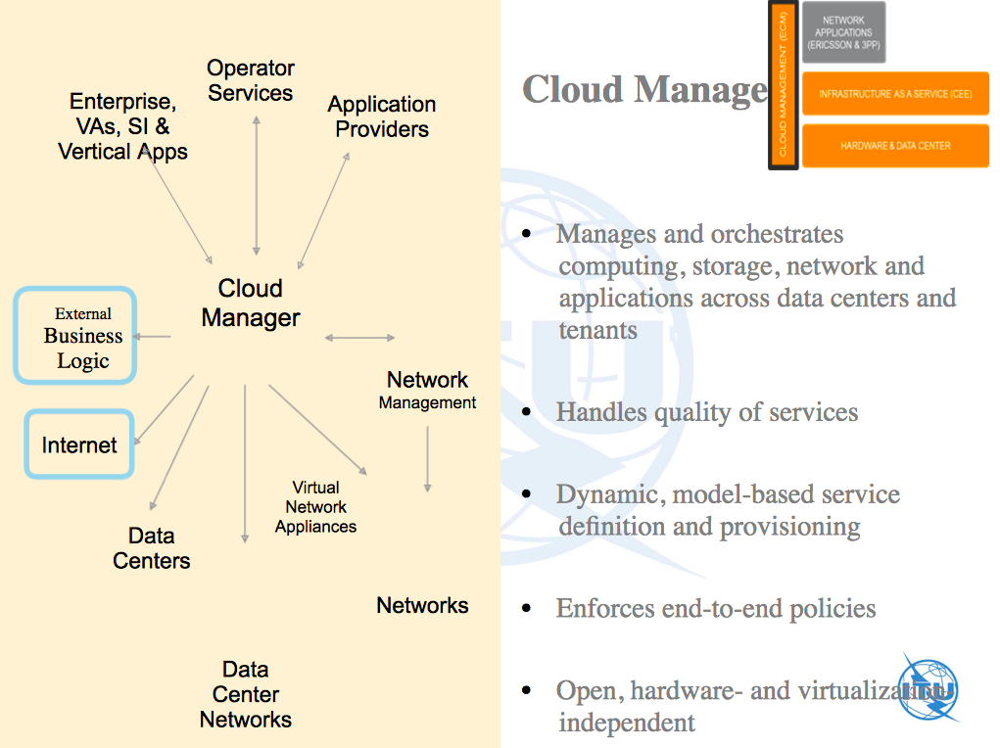 Operator
Services
Enterprise,
VAs, SI &
Vertical Apps
Application
Providers
Cloud
Manager
External
Business
Logic
Network
Management
Internet
Virtual
Network
Appliances
Data
Centers
Networks
Data
Center
Networks
Cloud Manage
CLOUD MANAGEMENT (ECM)
NETWORK
APPLICATIONS
(ERICSSON & 3PP)
INFRASTRUCTURE AS A SERVICE (CEE)
HARDWARE & DATA CENTER
• Manages and orchestrates
computing, storage, network and
applications across data centers and
tenants
• Handles quality of services
• Dynamic, model-based service
definition and provisioning
• Enforces end-to-end policies
• Open, hardware- and virtualization-
independent
ITU